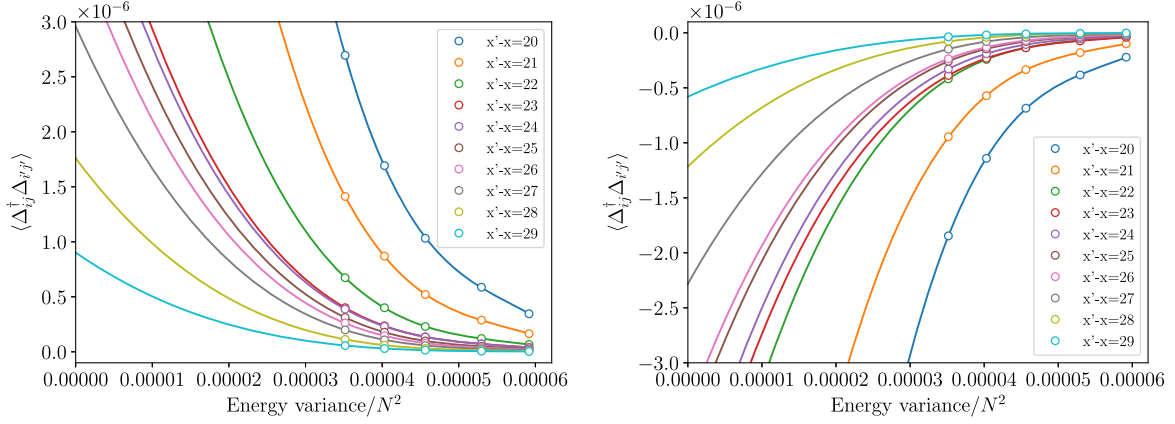 ×10⁻⁶
3.0
2.5
2.0
1.5
1.0
0.5
0.0
⟨Δ†ᵢⱼΔᵢ′ⱼ′⟩
x'-x=20
x'-x=21
x'-x=22
x'-x=23
x'-x=24
x'-x=25
x'-x=26
x'-x=27
x'-x=28
x'-x=29
0.00000 0.00001 0.00002 0.00003 0.00004 0.00005 0.00006
Energy variance/N²
×10⁻⁶
0.0
−0.5
−1.0
−1.5
−2.0
−2.5
−3.0
⟨Δ†ᵢⱼΔᵢ′ⱼ′⟩
x'-x=20
x'-x=21
x'-x=22
x'-x=23
x'-x=24
x'-x=25
x'-x=26
x'-x=27
x'-x=28
x'-x=29
0.00000 0.00001 0.00002 0.00003 0.00004 0.00005 0.00006
Energy variance/N²